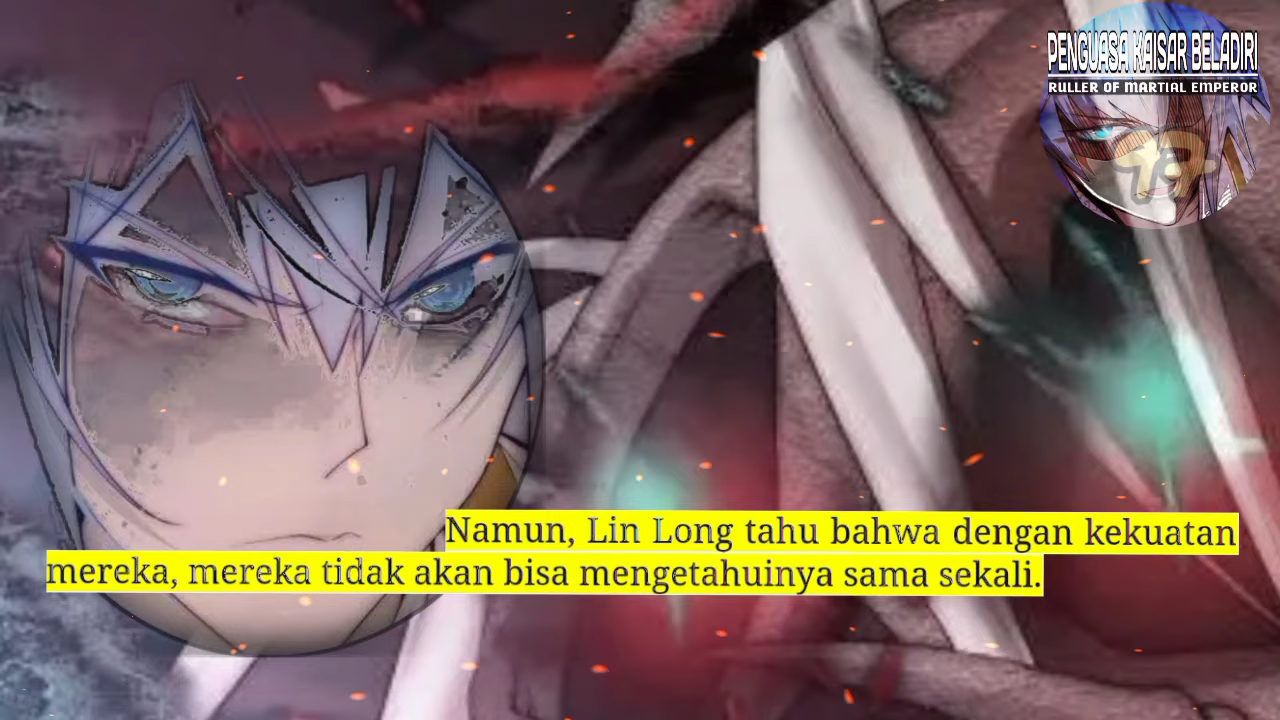 PENGUASA KAISAR BELADIRI
RULLER OF MARTIAL EMPEROR
Namun, Lin Long tahu bahwa dengan kekuatan
mereka, mereka tidak akan bisa mengetahuinya sama sekali.